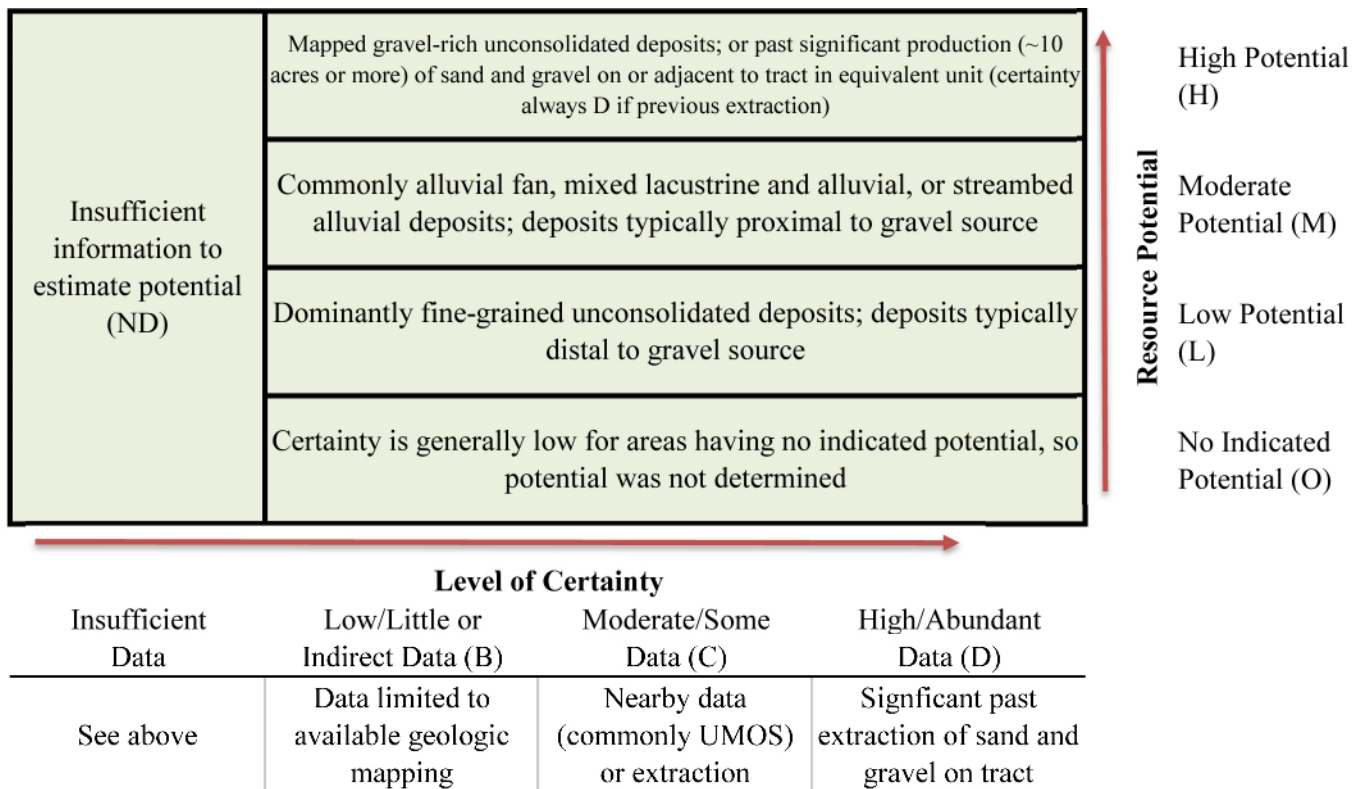 Mapped gravel-rich unconsolidated deposits; or past significant production (~10
acres or more) of sand and gravel on or adjacent to tract in equivalent unit (certainty
always D if previous extraction)
High Potential
(H)
Insufficient
information to
estimate potential
(ND)
Commonly alluvial fan, mixed lacustrine and alluvial, or streambed
alluvial deposits; deposits typically proximal to gravel source
Moderate
Potential (M)
Dominantly fine-grained unconsolidated deposits; deposits typically
distal to gravel source
Low Potential
(L)
Certainty is generally low for areas having no indicated potential, so
potential was not determined
No Indicated
Potential (O)
Resource Potential
Level of Certainty
Insufficient
Data
Low/Little or
Indirect Data (B)
Moderate/Some
Data (C)
High/Abundant
Data (D)
See above
Data limited to
available geologic
mapping
Nearby data
(commonly UMOS)
or extraction
Signficant past
extraction of sand and
gravel on tract